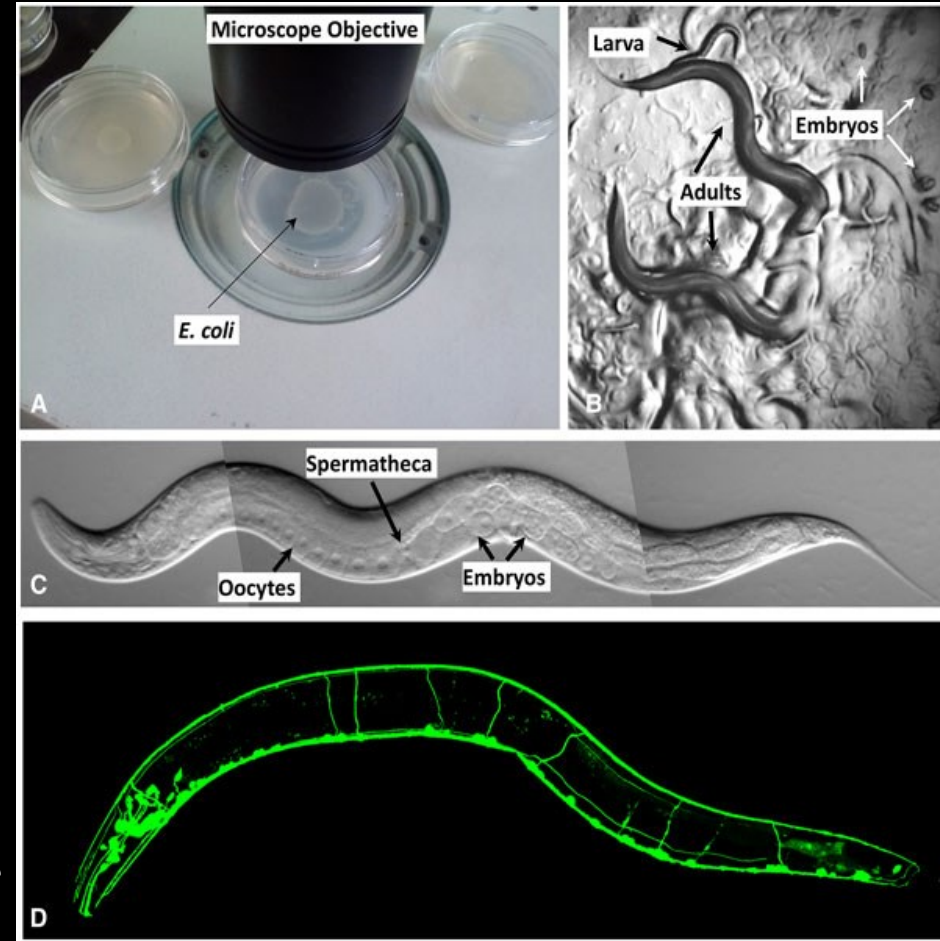 Microscope Objective
E. coli
A
Larva
Embryos
Adults
B
Spermatheca
Oocytes
Embryos
C
D